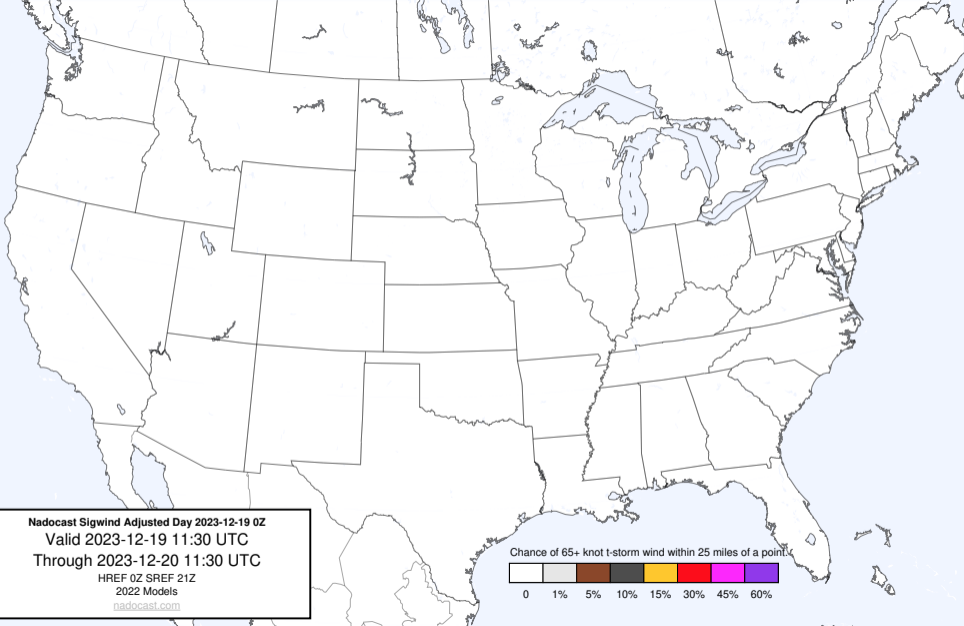 Nadocast Sigwind Adjusted Day 2023-12-19 0Z
Valid 2023-12-19 11:30 UTC
Through 2023-12-20 11:30 UTC
HREF 0Z SREF 21Z
2022 Models
nadocast.com
Chance of 65+ knot t-storm wind within 25 miles of a point.
0 1% 5% 10% 15% 30% 45% 60%